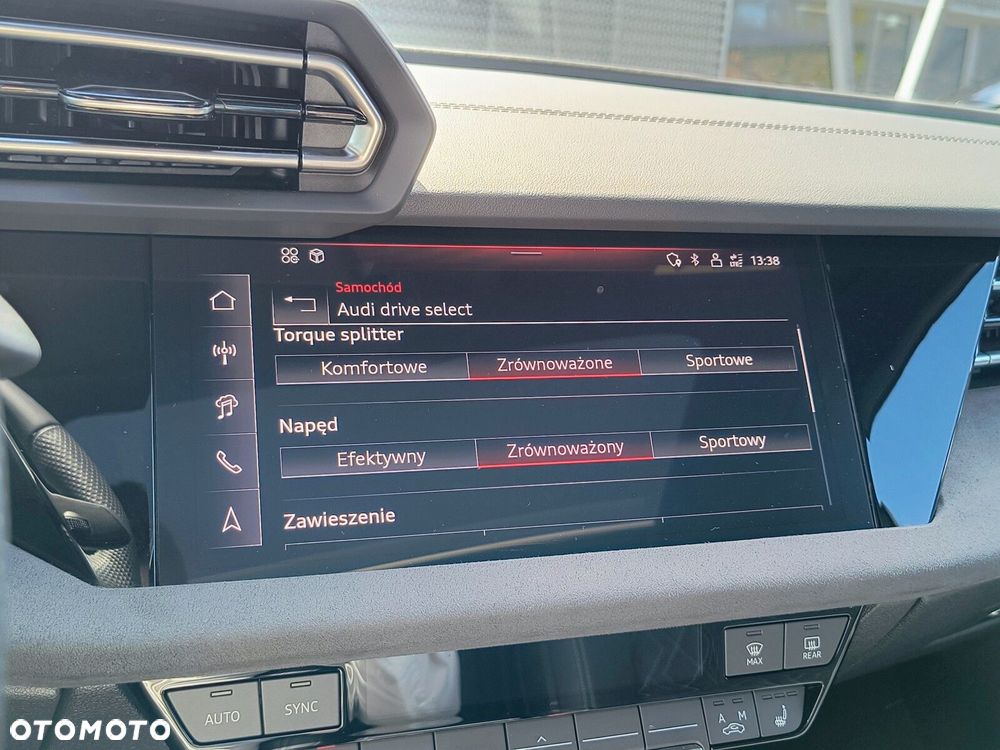 13:38
Samochód
Audi drive select
Torque splitter
Komfortowe Zrównoważone Sportowe
Napęd
Efektywny Zrównoważony Sportowy
Zawieszenie
MAX REAR
AUTO SYNC
A M
OTOMOTO